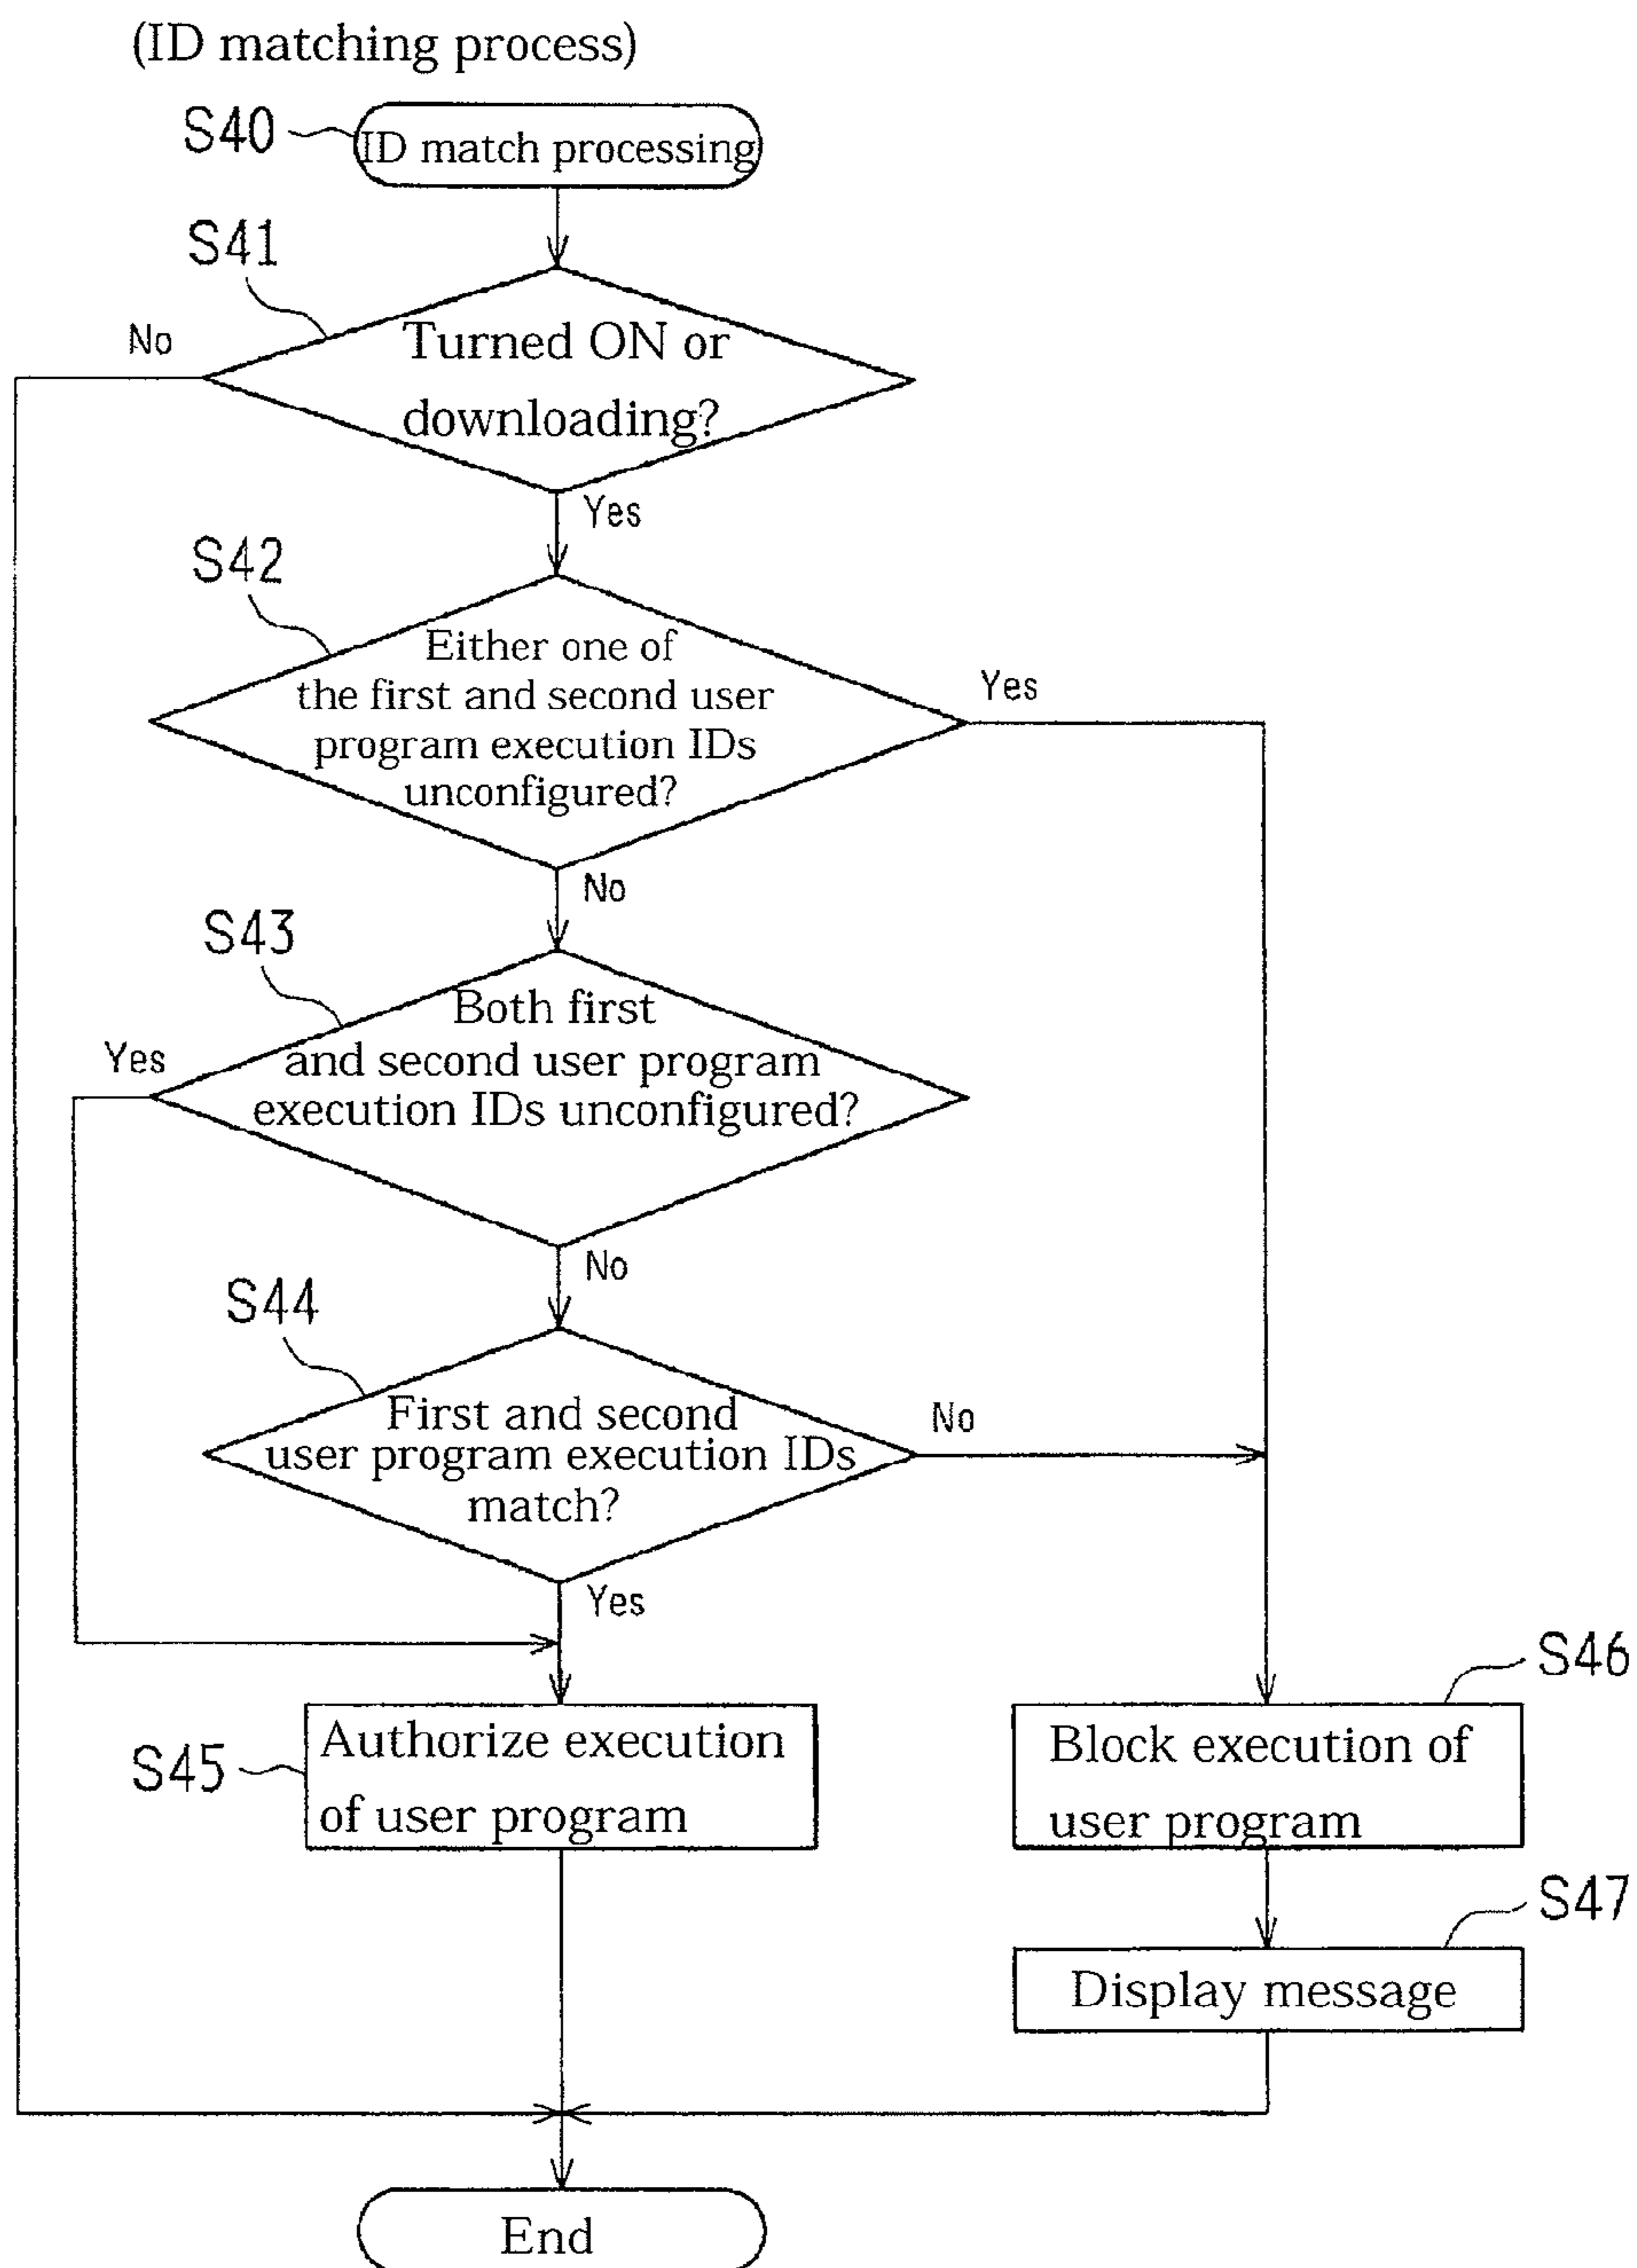 (ID matching process)
S40
ID match processing
S41
No
Turned ON or
downloading?
Yes
S42
Either one of
the first and second user
program execution IDs
unconfigured?
Yes
No
S43
Both first
and second user program
execution IDs unconfigured?
Yes
No
S44
First and second
user program execution IDs
match?
No
Yes
S45
Authorize execution
of user program
S46
Block execution of
user program
S47
Display message
End